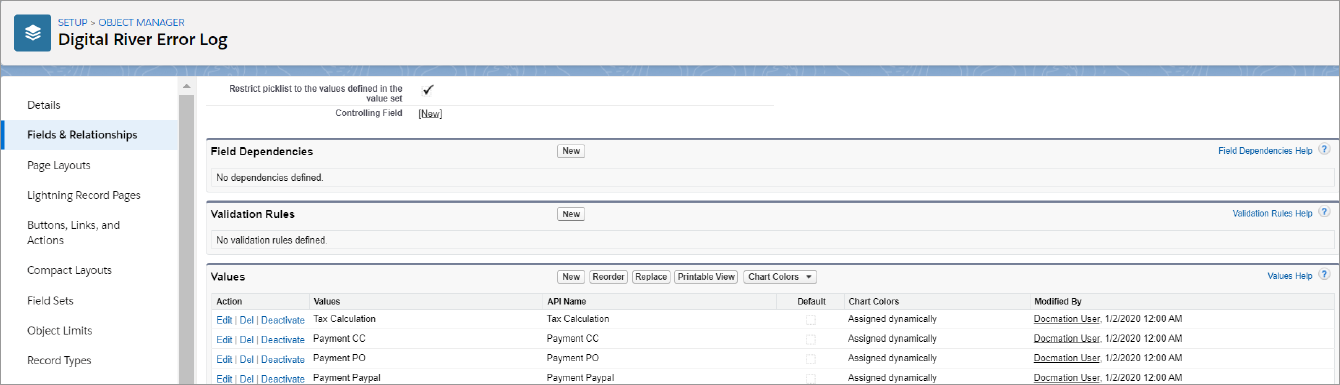 SETUP > OBJECT MANAGER
Digital River Error Log
Details
Fields & Relationships
Page Layouts
Lightning Record Pages
Buttons, Links, and
Actions
Compact Layouts
Field Sets
Object Limits
Record Types
Restrict picklist to the values defined in the
value set
Controlling Field [New]
Field Dependencies New Field Dependencies Help ?
No dependencies defined.
Validation Rules New Validation Rules Help ?
No validation rules defined.
Values New Reorder Replace Printable View Chart Colors Values Help ?
Action Values API Name Default Chart Colors Modified By
Edit | Del | Deactivate Tax Calculation Tax Calculation Assigned dynamically Docmation User, 1/2/2020 12:00 AM
Edit | Del | Deactivate Payment CC Payment CC Assigned dynamically Docmation User, 1/2/2020 12:00 AM
Edit | Del | Deactivate Payment PO Payment PO Assigned dynamically Docmation User, 1/2/2020 12:00 AM
Edit | Del | Deactivate Payment Paypal Payment Paypal Assigned dynamically Docmation User, 1/2/2020 12:00 AM